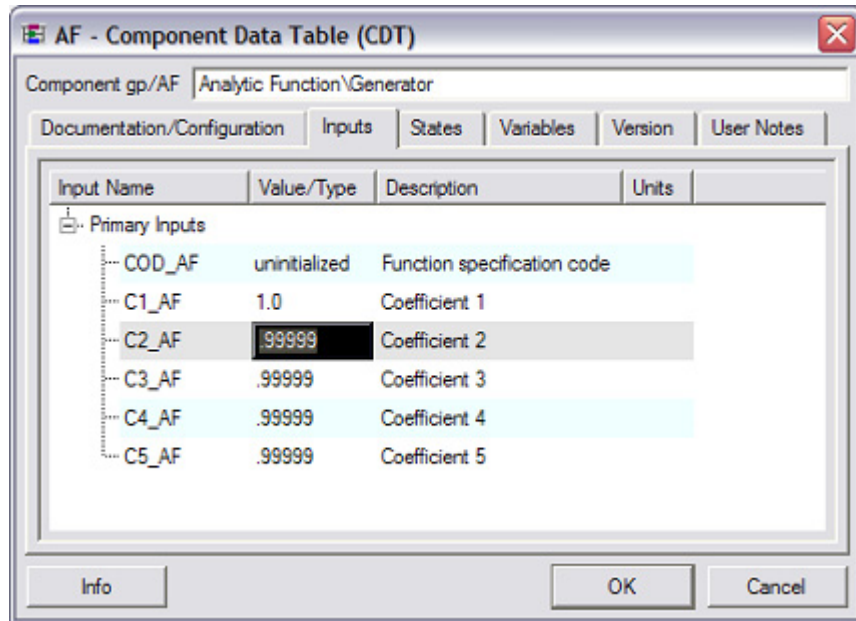 AF - Component Data Table (CDT)
Component gp/AF Analytic Function\Generator
Documentation/Configuration Inputs States Variables Version User Notes
Input Name Value/Type Description Units
Primary Inputs
COD_AF uninitialized Function specification code
C1_AF 1.0 Coefficient 1
C2_AF .99999 Coefficient 2
C3_AF .99999 Coefficient 3
C4_AF .99999 Coefficient 4
C5_AF .99999 Coefficient 5
Info OK Cancel